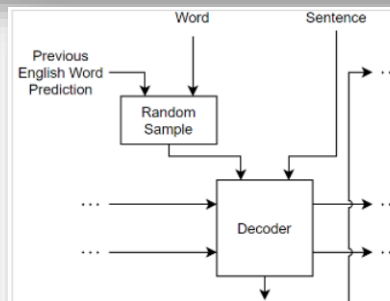 Word
Sentence
Previous
English Word
Prediction
Random
Sample
...
...
Decoder
...
...